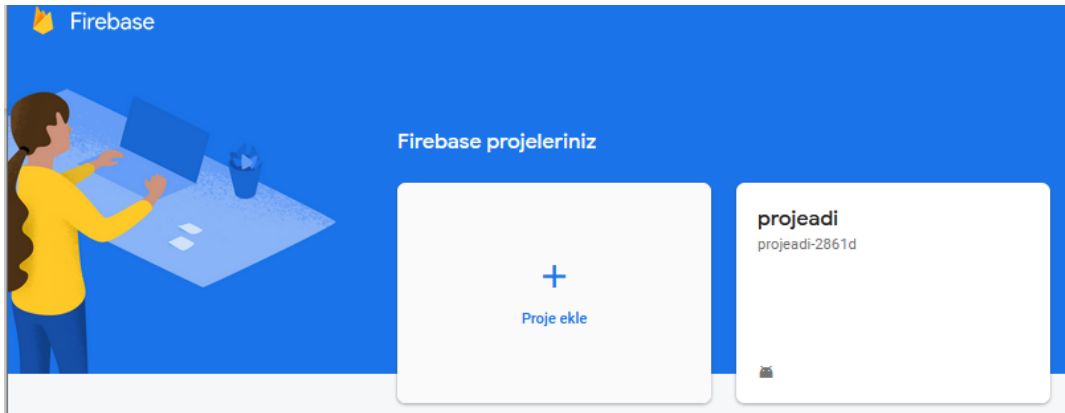 Firebase
Firebase projeleriniz
projeadi
projeadi-2861d
Proje ekle